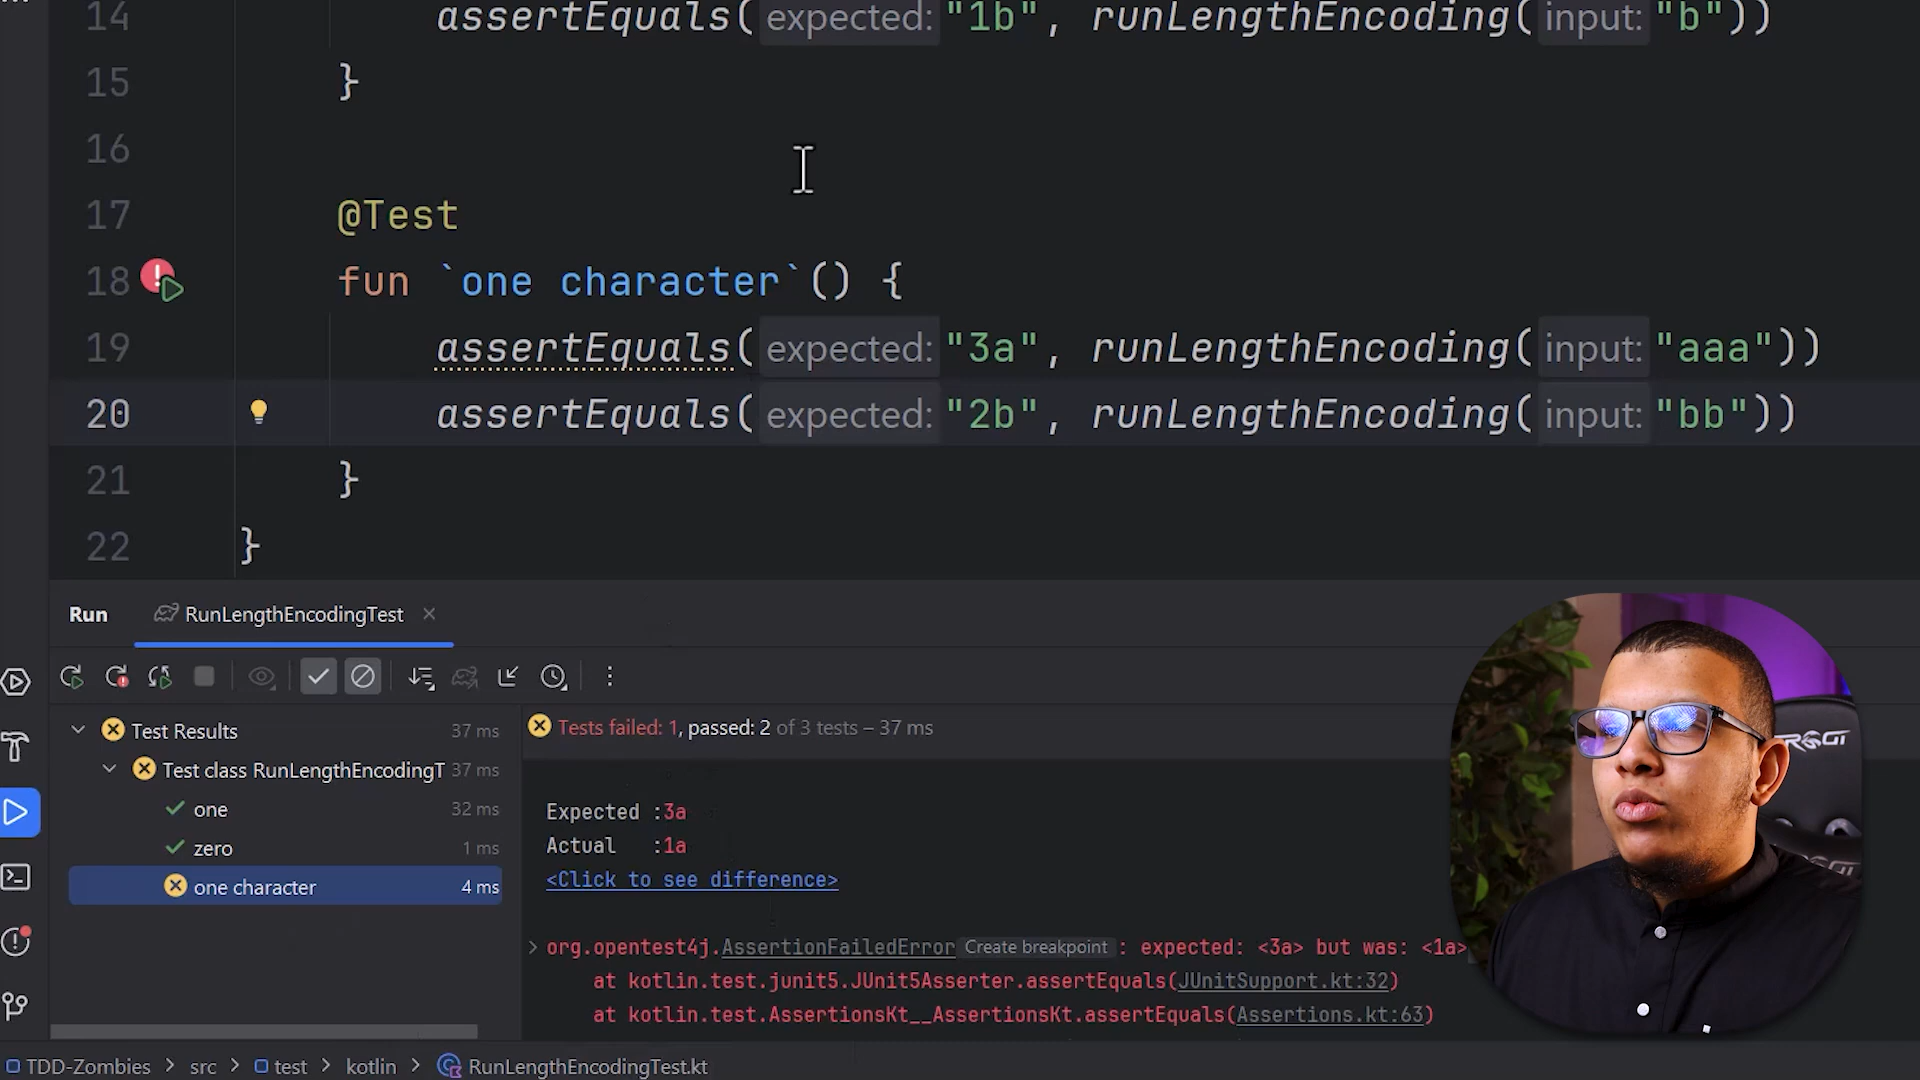 14 assertEquals(expected: "1b", runLengthEncoding(input: "b"))
15 }
16
17 @Test
18 fun `one character`() {
19 assertEquals(expected: "3a", runLengthEncoding(input: "aaa"))
20 assertEquals(expected: "2b", runLengthEncoding(input: "bb"))
21 }
22 }
Run RunLengthEncodingTest ×
Test Results 37 ms
Tests failed: 1, passed: 2 of 3 tests – 37 ms
Test class RunLengthEncodingT 37 ms
one 32 ms
zero 1 ms
one character 4 ms
Expected :3a
Actual :1a
<Click to see difference>
org.opentest4j.AssertionFailedError Create breakpoint : expected: <3a> but was: <1a>
at kotlin.test.junit5.JUnit5Asserter.assertEquals(JUnitSupport.kt:32)
at kotlin.test.AssertionsKt__AssertionsKt.assertEquals(Assertions.kt:63)
TDD-Zombies > src > test > kotlin > RunLengthEncodingTest.kt